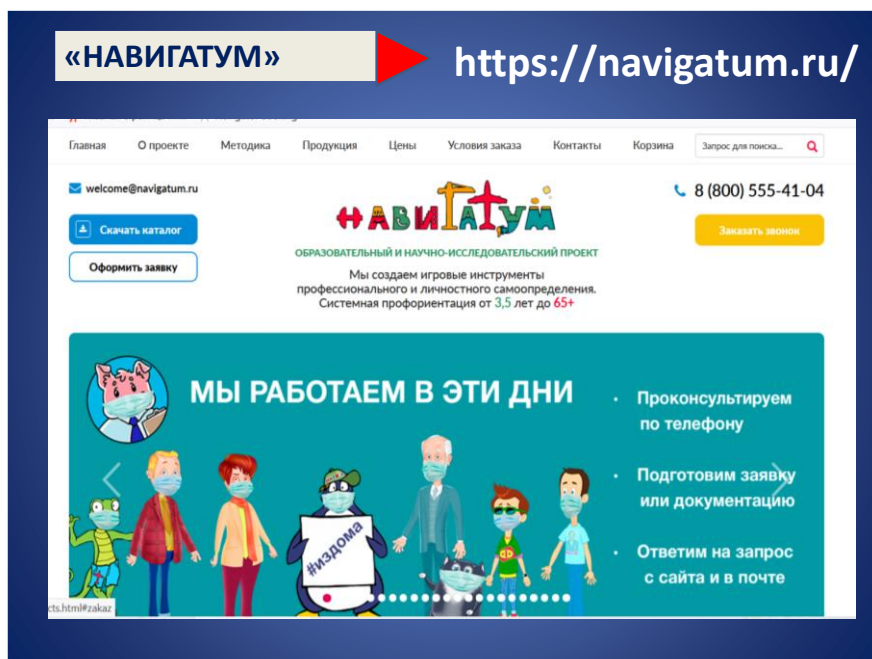 «НАВИГАТУМ»
https://navigatum.ru/
Главная О проекте Методика Продукция Цены Условия заказа Контакты Корзина Запрос для поиска...
welcome@navigatum.ru
8 (800) 555-41-04
Скачать каталог
Заказать звонок
Оформить заявку
НАВИГАТУМ
ОБРАЗОВАТЕЛЬНЫЙ И НАУЧНО-ИССЛЕДОВАТЕЛЬСКИЙ ПРОЕКТ
Мы создаем игровые инструменты
профессионального и личностного самоопределения.
Системная профориентация от 3,5 лет до 65+
МЫ РАБОТАЕМ В ЭТИ ДНИ
· Проконсультируем
по телефону
· Подготовим заявку
или документацию
· Ответим на запрос
с сайта и в почте
#издома
cts.html#zakaz